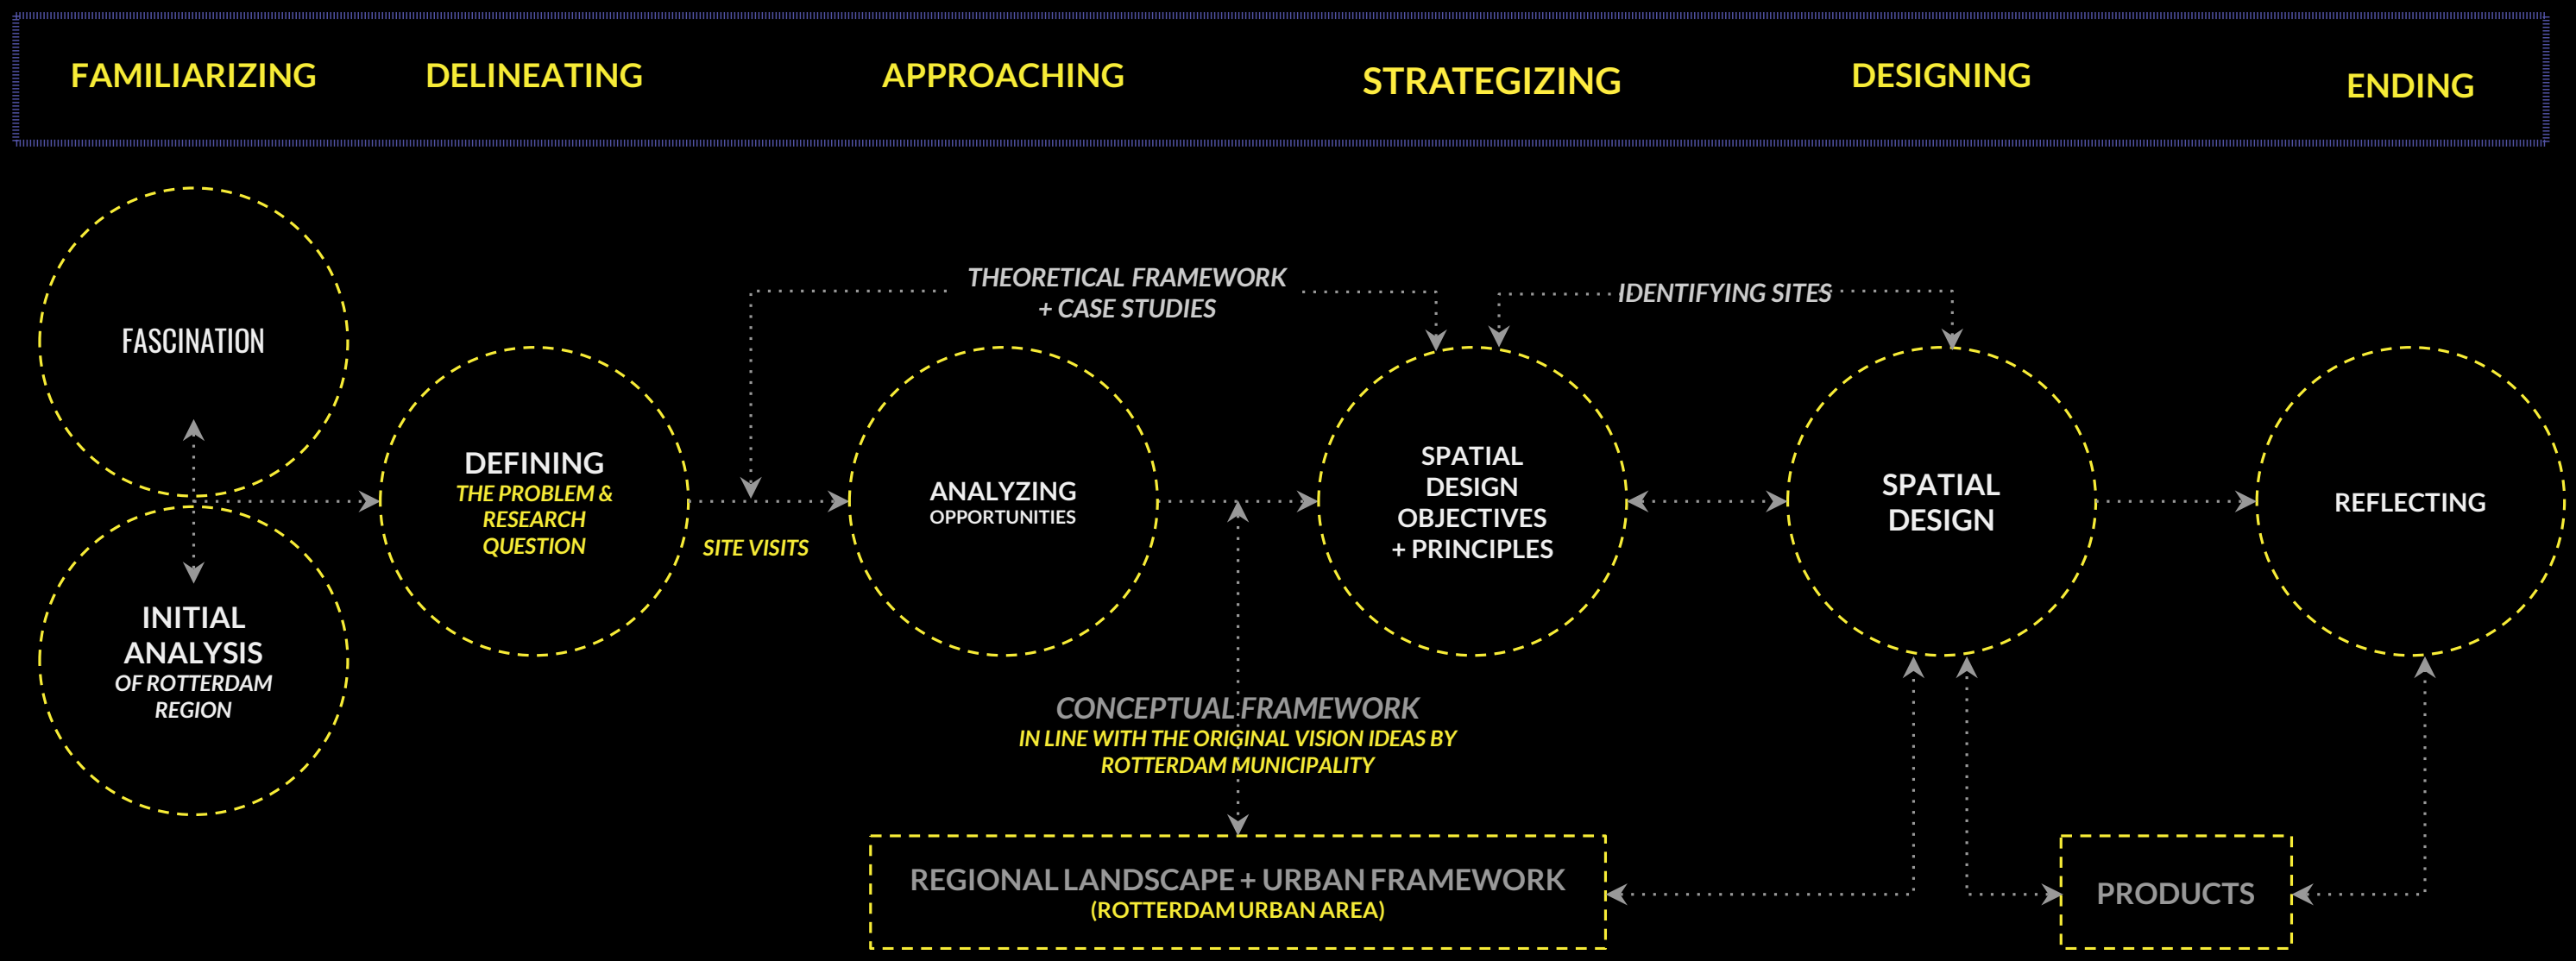 FAMILIARIZING
DELINEATING
APPROACHING
STRATEGIZING
DESIGNING
ENDING
FASCINATION
INITIAL
ANALYSIS
OF ROTTERDAM
REGION
DEFINING
THE PROBLEM &
RESEARCH
QUESTION
SITE VISITS
THEORETICAL FRAMEWORK
+ CASE STUDIES
ANALYZING
OPPORTUNITIES
CONCEPTUAL FRAMEWORK
IN LINE WITH THE ORIGINAL VISION IDEAS BY
ROTTERDAM MUNICIPALITY
REGIONAL LANDSCAPE + URBAN FRAMEWORK
(ROTTERDAM URBAN AREA)
SPATIAL
DESIGN
OBJECTIVES
+ PRINCIPLES
IDENTIFYING SITES
SPATIAL
DESIGN
PRODUCTS
REFLECTING